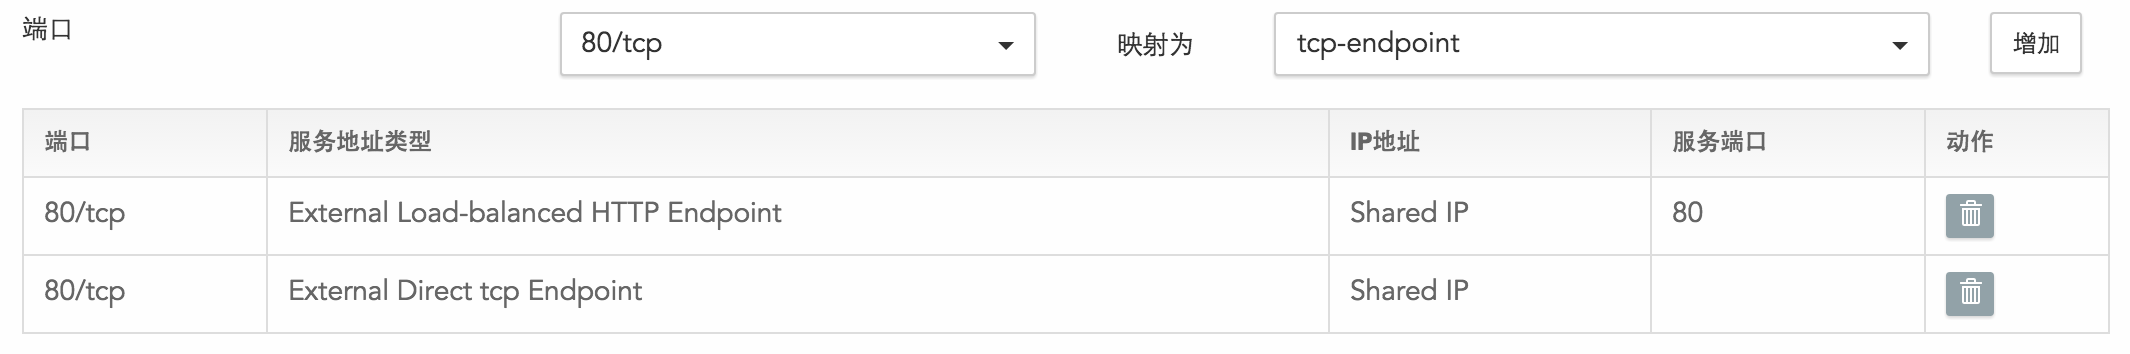 端口 80/tcp 映射为 tcp-endpoint 增加
端口 服务地址类型 IP地址 服务端口 动作
80/tcp External Load-balanced HTTP Endpoint Shared IP 80
80/tcp External Direct tcp Endpoint Shared IP